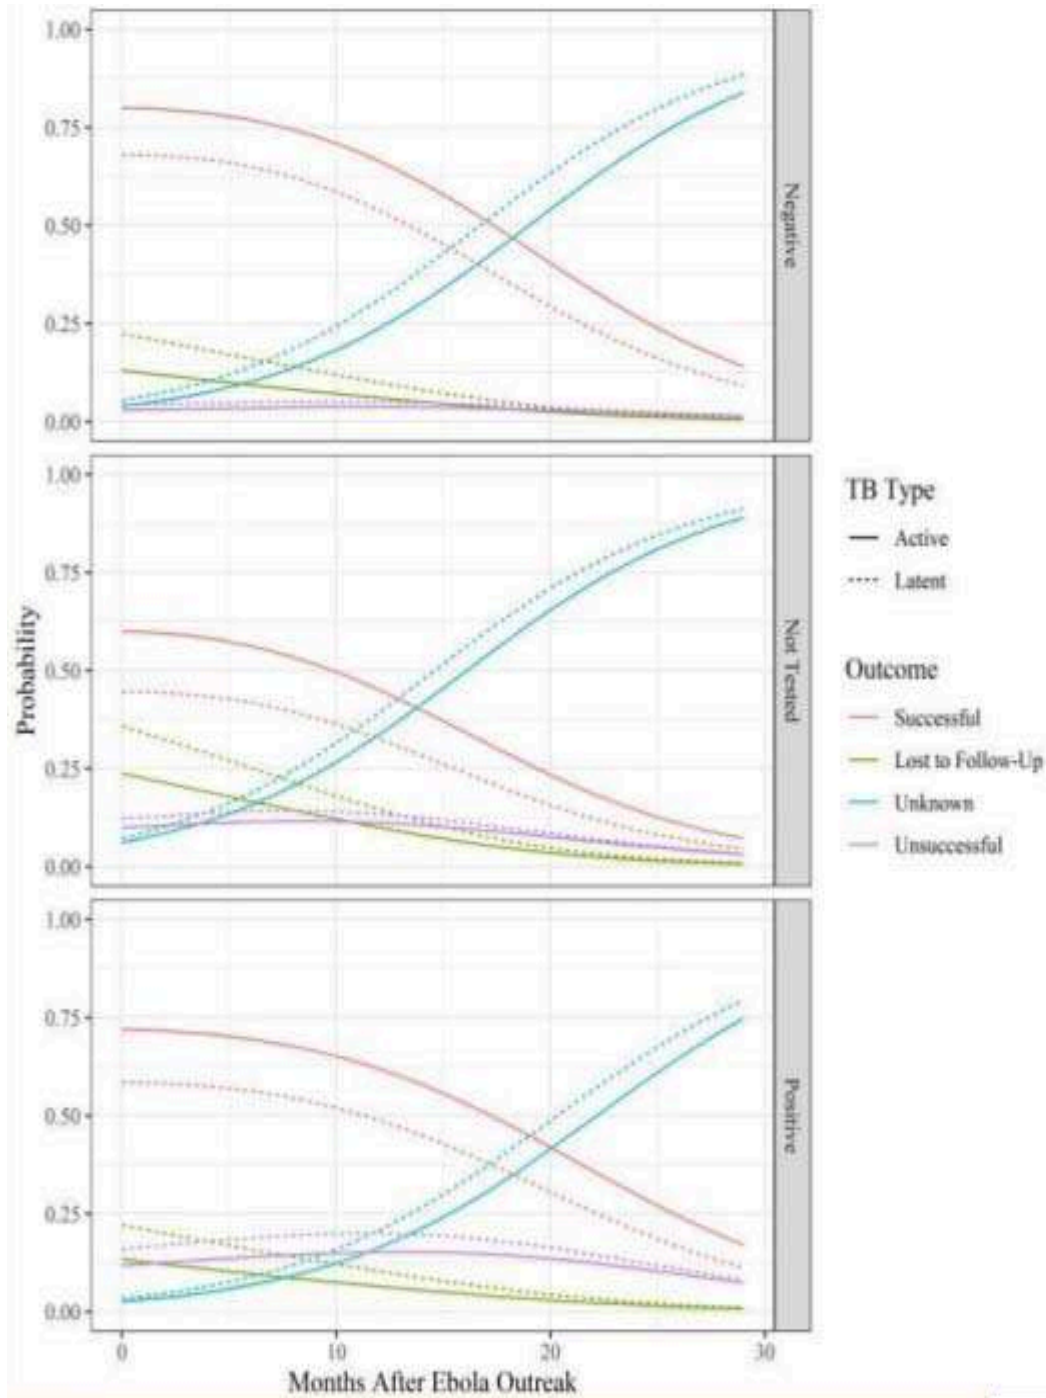 1.00
0.75
0.50
0.25
0.00
Negative
1.00
0.75
0.50
0.25
0.00
Not Tested
1.00
0.75
0.50
0.25
0.00
Positive
Probability
0
10
20
30
Months After Ebola Outreak
TB Type
Active
Latent
Outcome
Successful
Lost to Follow-Up
Unknown
Unsuccessful